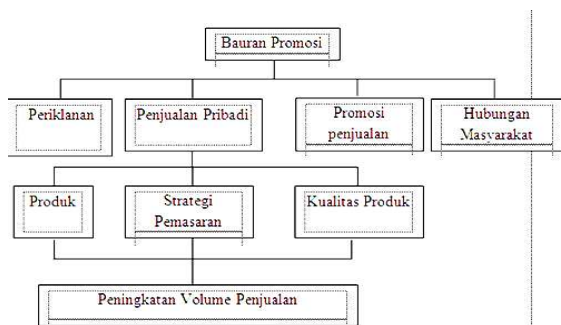 Bauran Promosi
Periklanan
Penjualan Pribadi
Promosi
penjualan
Hubungan
Masyarakat
Produk
Strategi
Pemasaran
Kualitas Produk
Peningkatan Volume Penjualan